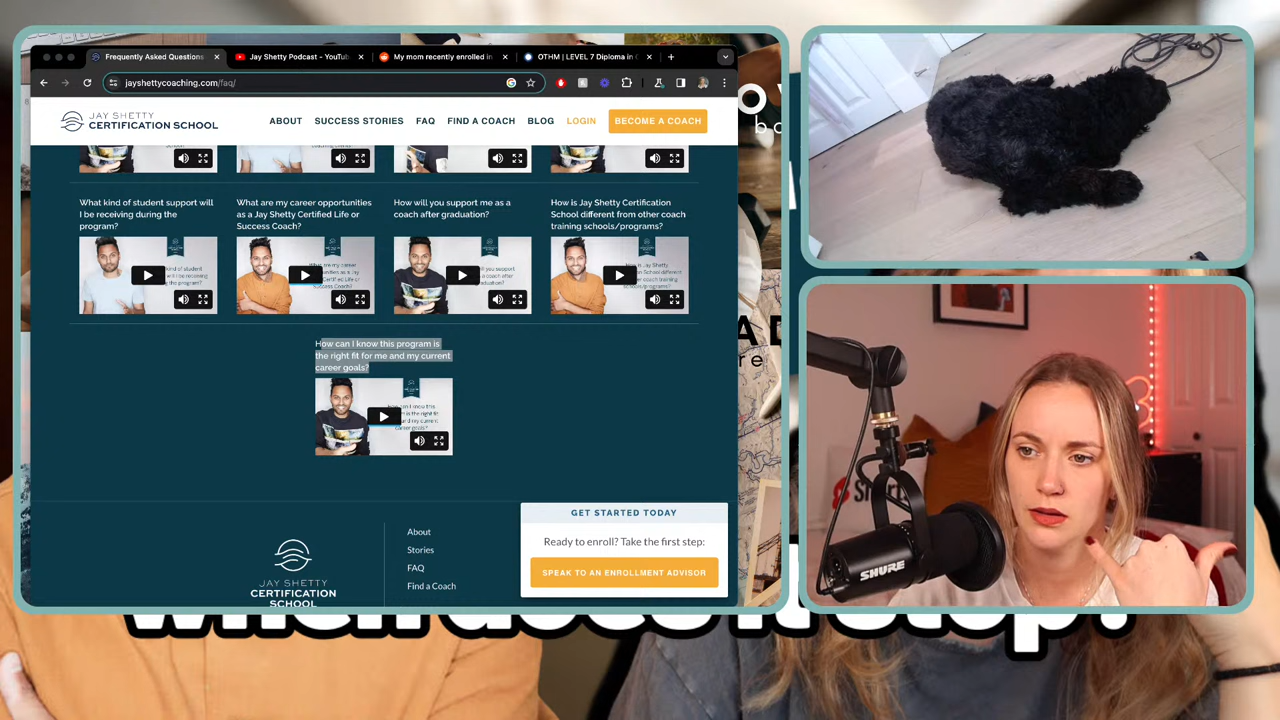 Frequently Asked Questions
Jay Shetty Podcast - YouTub
My mom recently enrolled in
OTHM | LEVEL 7 Diploma in
jayshettycoaching.com/faq/
JAY SHETTY
CERTIFICATION SCHOOL
ABOUT SUCCESS STORIES FAQ FIND A COACH BLOG LOGIN BECOME A COACH
What kind of student support will
I be receiving during the
program?
What are my career opportunities
as a Jay Shetty Certified Life or
Success Coach?
How will you support me as a
coach after graduation?
How is Jay Shetty Certification
School different from other coach
training schools/programs?
How can I know this program is
the right fit for me and my current
career goals?
GET STARTED TODAY
Ready to enroll? Take the first step:
SPEAK TO AN ENROLLMENT ADVISOR
About
Stories
FAQ
Find a Coach
JAY SHETTY
CERTIFICATION
SCHOOL
SHURE
when does it stop?